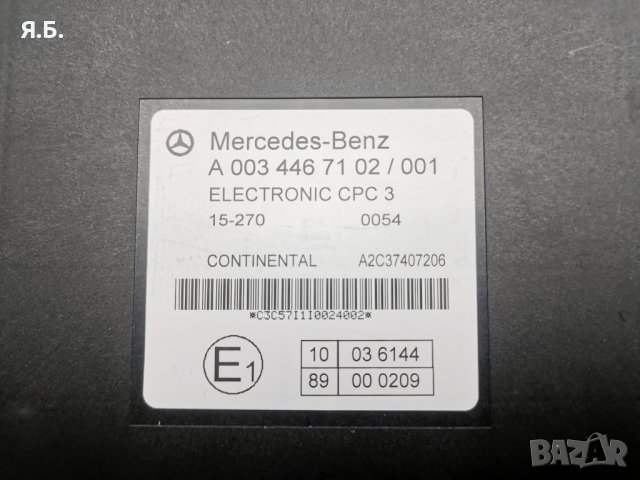 Я.Б.
Mercedes-Benz
A 003 446 71 02 / 001
ELECTRONIC CPC 3
15-270 0054
CONTINENTAL A2C37407206
*C3C57I1I0024002*
E1
10 03 6144
89 00 0209
BAZAR